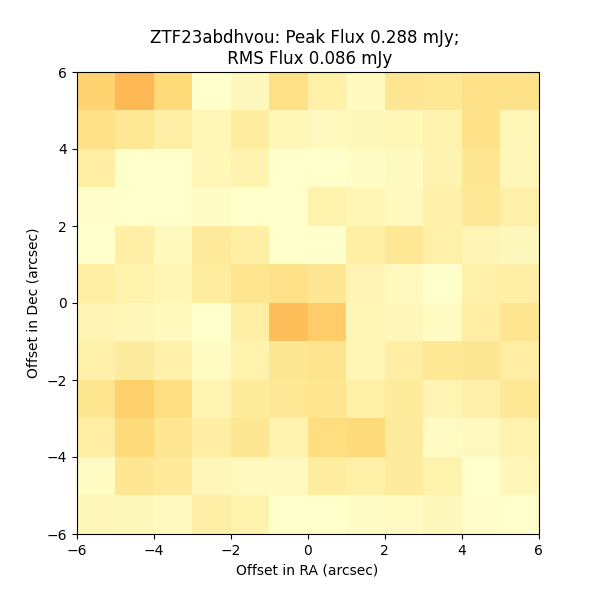 ZTF23abdhvou: Peak Flux 0.288 mJy;
RMS Flux 0.086 mJy
6
4
2
0
−2
−4
−6
Offset in Dec (arcsec)
−6 −4 −2 0 2 4 6
Offset in RA (arcsec)